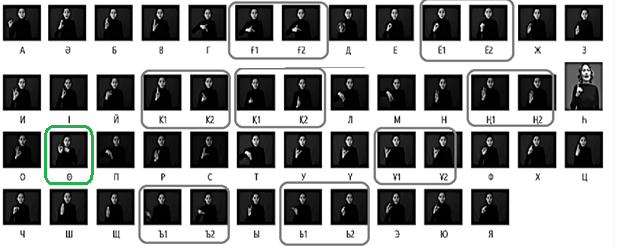 А Ә Б В Г Ғ1 Ғ2 Д Е Ё1 Ё2 Ж З
И І Й К1 К2 Қ1 Қ2 Л М Н Ң1 Ң2 Һ
О Ө П Р С Т У Ү Ұ1 Ұ2 Ф Х Ц
Ч Ш Щ Ъ1 Ъ2 Ы Ь1 Ь2 Э Ю Я